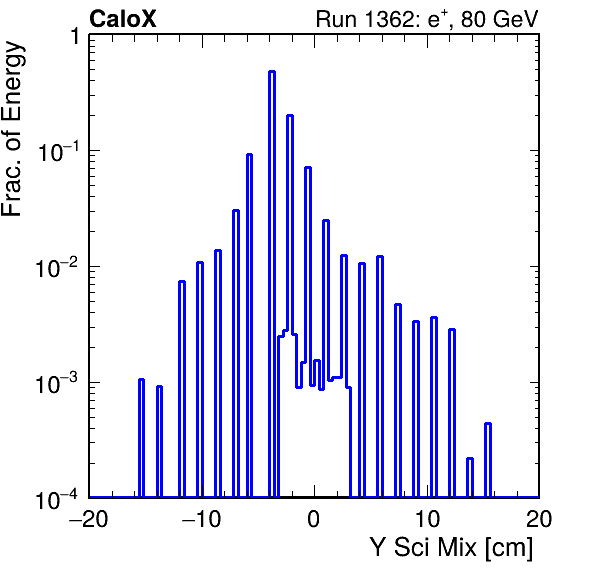 CaloX Run 1362: e⁺, 80 GeV
Frac. of Energy
1
10⁻¹
10⁻²
10⁻³
10⁻⁴
−20 −10 0 10 20
Y Sci Mix [cm]